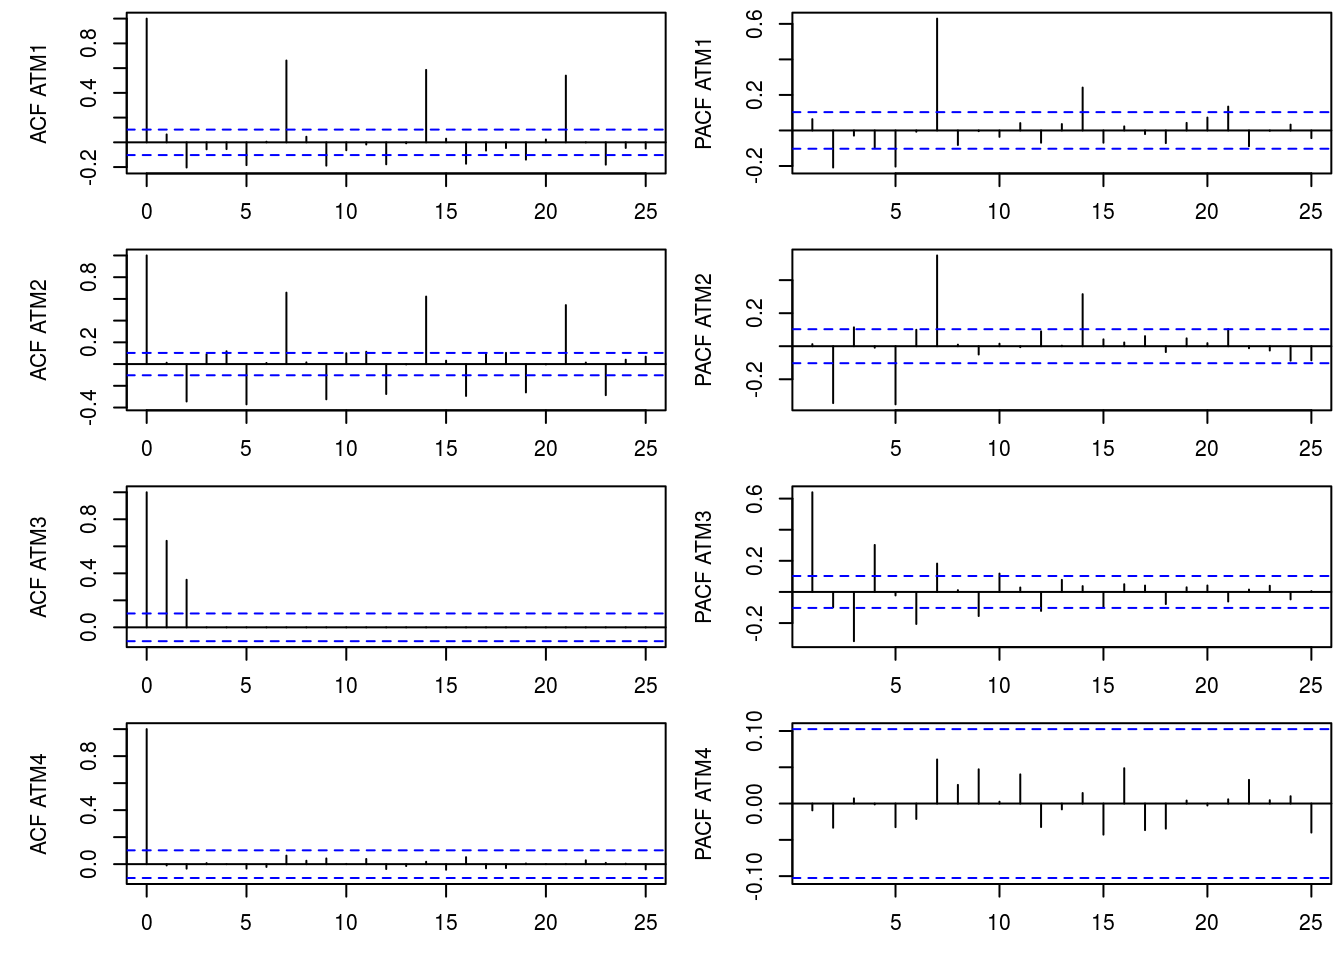 ACF ATM1
-0.2 0.4 0.8
0 5 10 15 20 25
PACF ATM1
-0.2 0.2 0.6
5 10 15 20 25
ACF ATM2
-0.4 0.2 0.8
0 5 10 15 20 25
PACF ATM2
-0.2 0.2
5 10 15 20 25
ACF ATM3
0.0 0.4 0.8
0 5 10 15 20 25
PACF ATM3
-0.2 0.2 0.6
5 10 15 20 25
ACF ATM4
0.0 0.4 0.8
0 5 10 15 20 25
PACF ATM4
-0.10 0.00 0.10
5 10 15 20 25